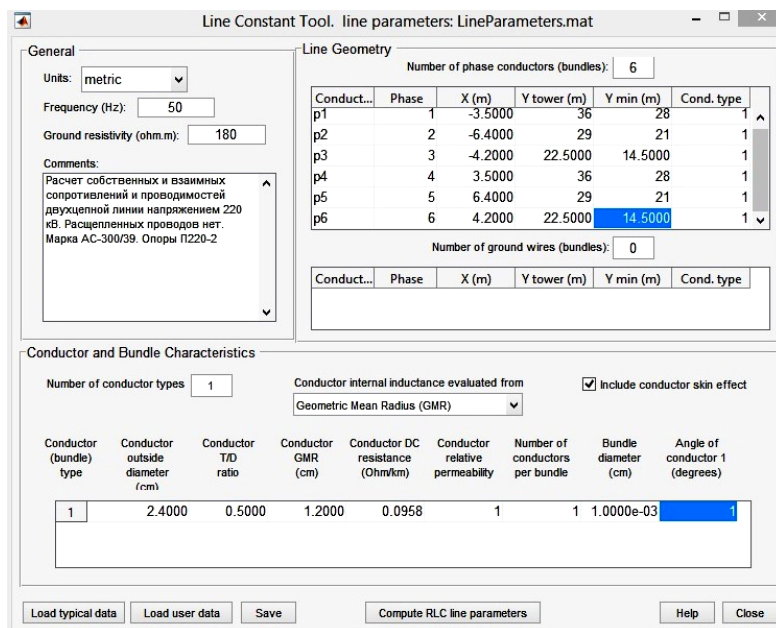 Line Constant Tool. line parameters: LineParameters.mat
General
Units: metric
Frequency (Hz): 50
Ground resistivity (ohm.m): 180
Comments:
Расчет собственных и взаимных
сопротивлений и проводимостей
двухцепной линии напряжением 220
кВ. Расщепленных проводов нет.
Марка АС-300/39. Опоры П220-2
Line Geometry
Number of phase conductors (bundles): 6
Conduct... Phase X (m) Y tower (m) Y min (m) Cond. type
p1 1 -3.5000 36 28 1
p2 2 -6.4000 29 21 1
p3 3 -4.2000 22.5000 14.5000 1
p4 4 3.5000 36 28 1
p5 5 6.4000 29 21 1
p6 6 4.2000 22.5000 14.5000 1
Number of ground wires (bundles): 0
Conduct... Phase X (m) Y tower (m) Y min (m) Cond. type
Conductor and Bundle Characteristics
Number of conductor types 1
Conductor internal inductance evaluated from
Geometric Mean Radius (GMR)
Include conductor skin effect
Conductor Conductor Conductor Conductor Conductor DC Conductor Number of Bundle Angle of
(bundle) outside T/D GMR resistance relative conductors diameter conductor 1
type diameter ratio (cm) (Ohm/km) permeability per bundle (cm) (degrees)
(cm)
1 2.4000 0.5000 1.2000 0.0958 1 1 1.0000e-03 1
Load typical data Load user data Save Compute RLC line parameters Help Close